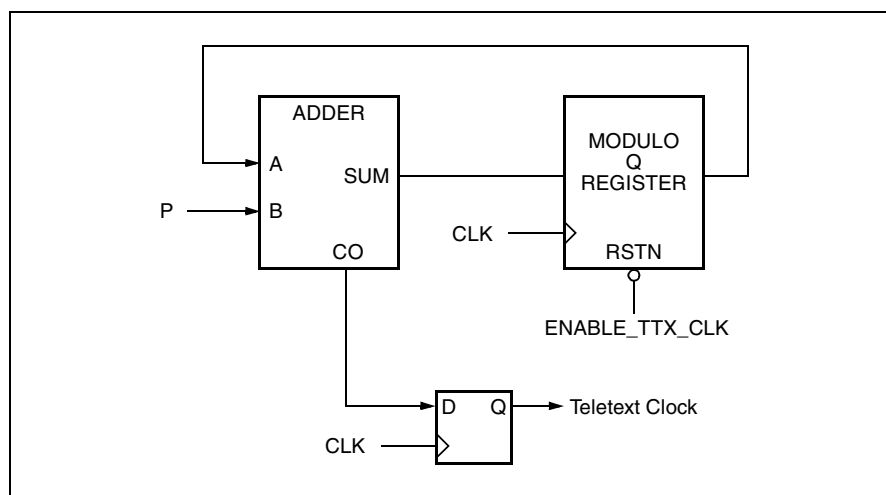 ADDER
MODULO
Q
REGISTER
A
SUM
P
B
CLK
CO
RSTN
ENABLE_TTX_CLK
D
Q
Teletext Clock
CLK